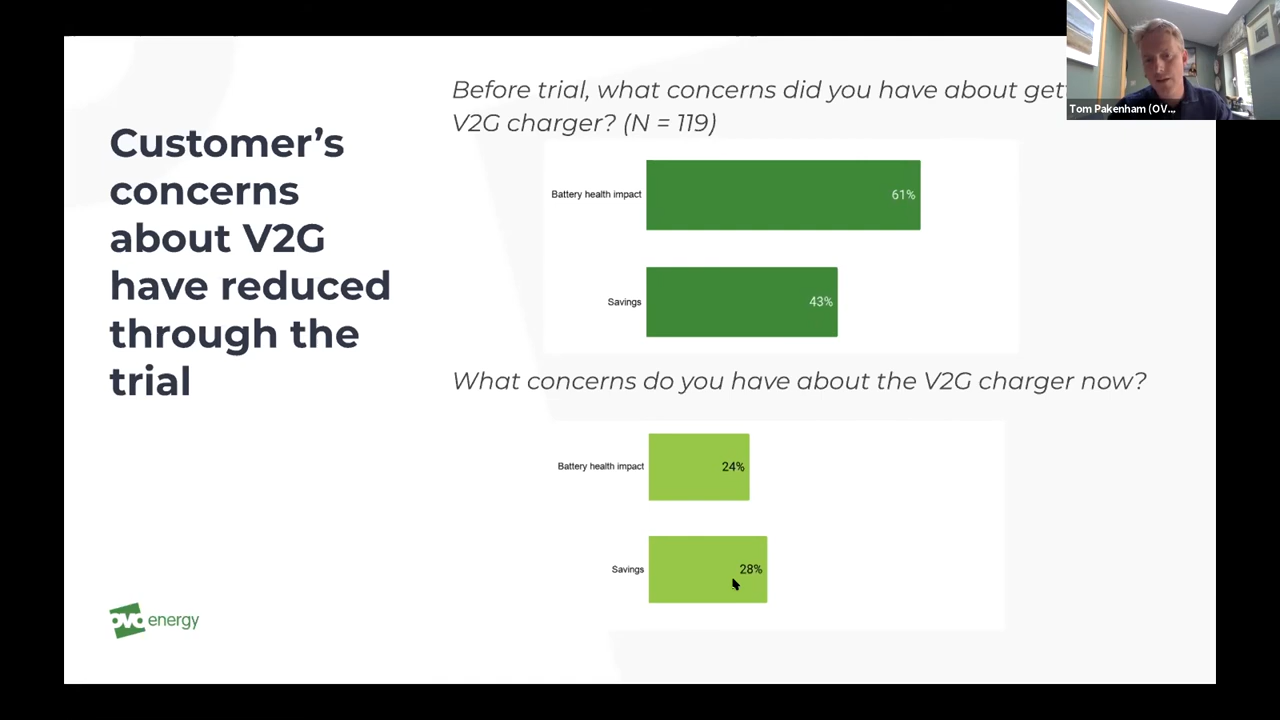 Before trial, what concerns did you have about get
V2G charger? (N = 119)
Tom Pakenham (OV...
Customer's
concerns
about V2G
have reduced
through the
trial
Battery health impact
61%
Savings
43%
What concerns do you have about the V2G charger now?
Battery health impact
24%
Savings
28%
ovo energy